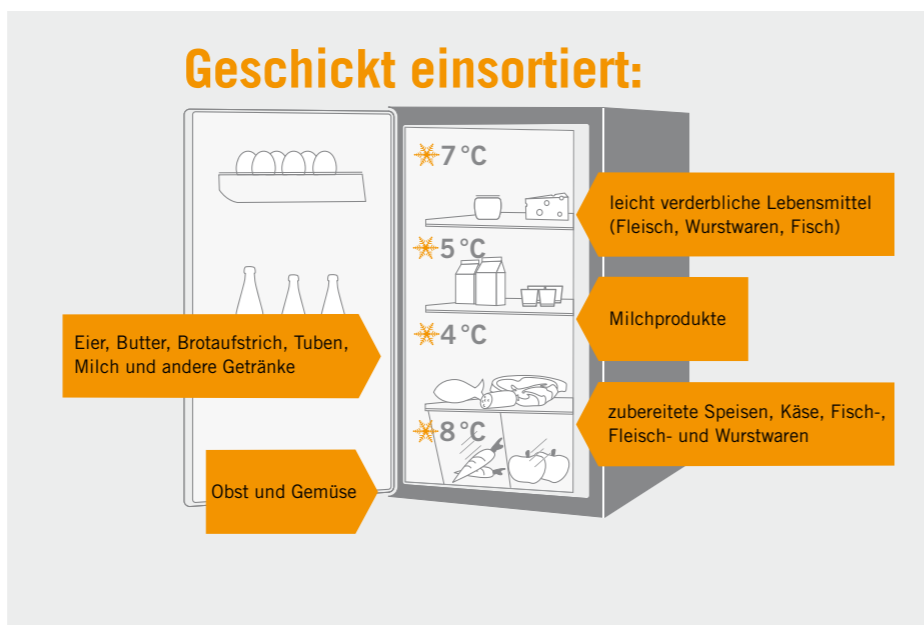 Geschickt einsortiert:
7 °C
leicht verderbliche Lebensmittel
(Fleisch, Wurstwaren, Fisch)
5 °C
Milchprodukte
Eier, Butter, Brotaufstrich, Tuben,
Milch und andere Getränke
4 °C
zubereitete Speisen, Käse, Fisch-,
Fleisch- und Wurstwaren
8 °C
Obst und Gemüse